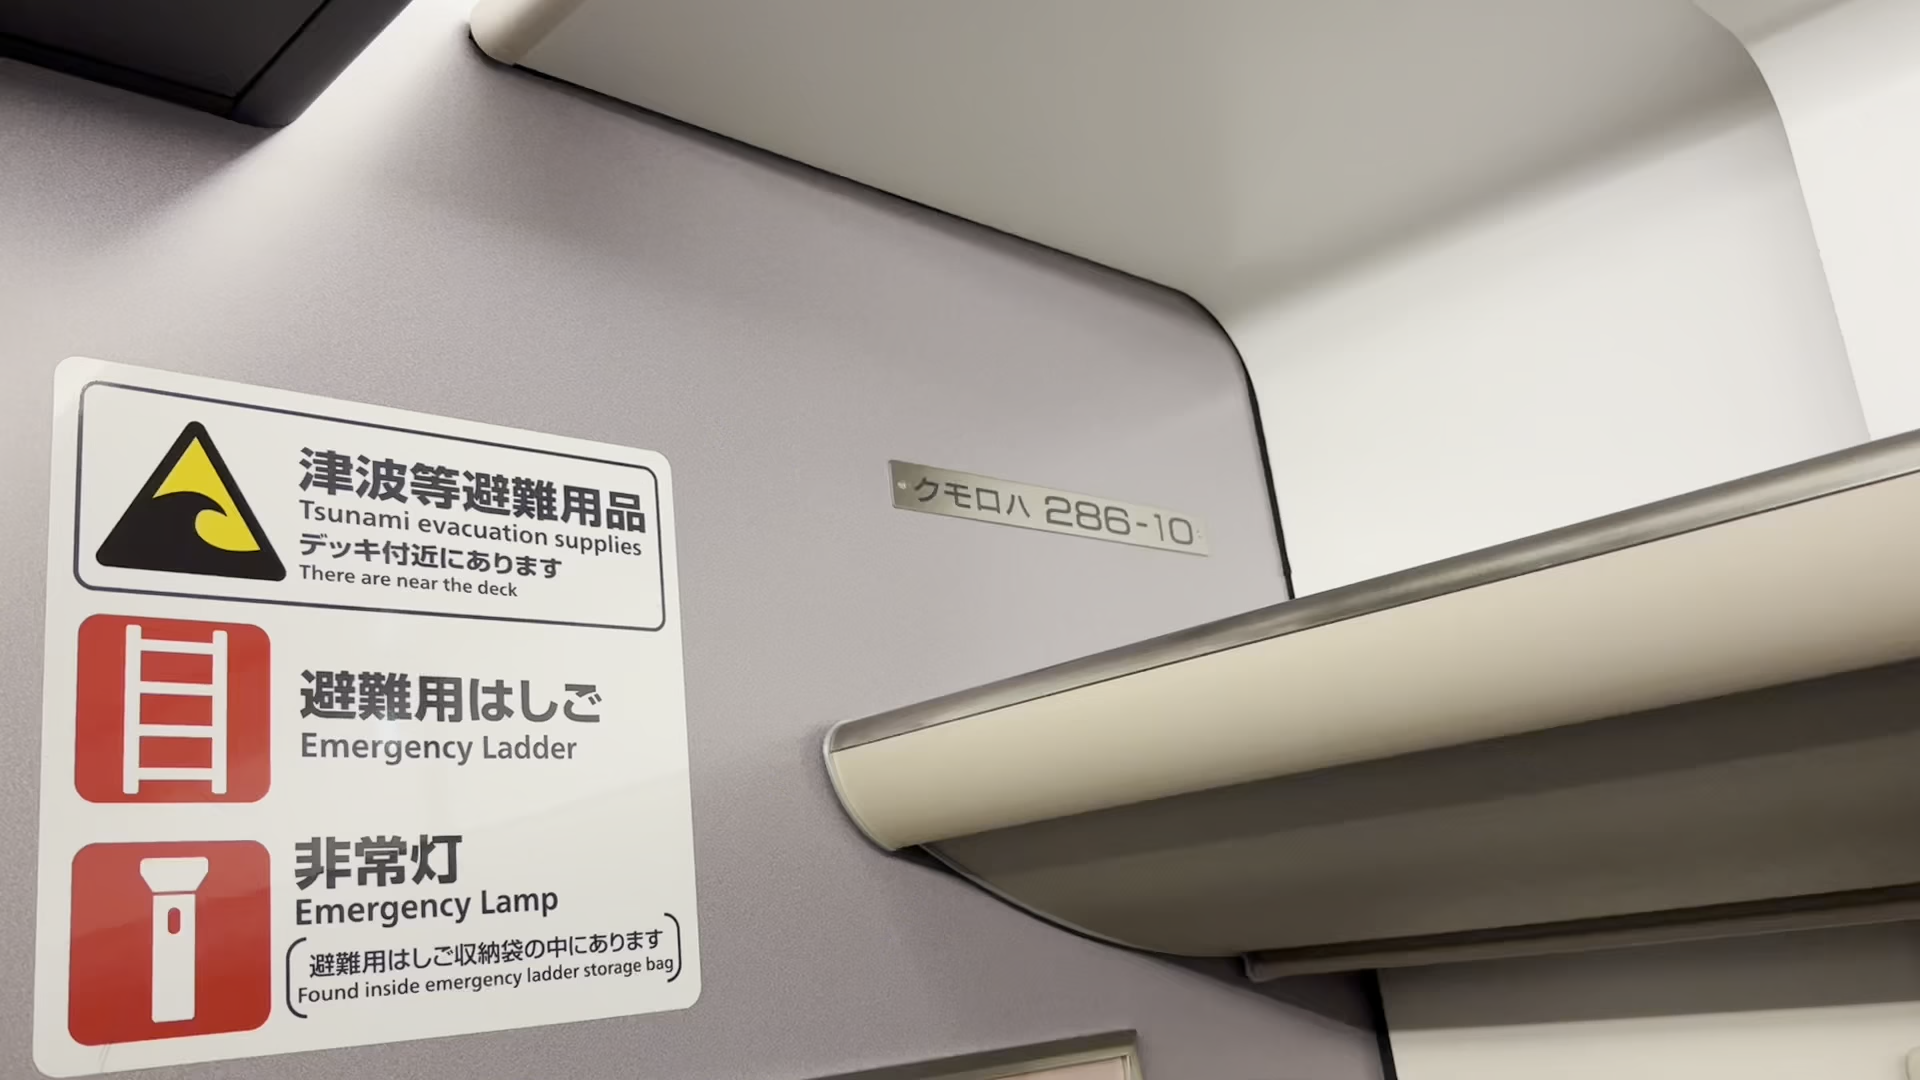 津波等避難用品
Tsunami evacuation supplies
デッキ付近にあります
There are near the deck
避難用はしご
Emergency Ladder
非常灯
Emergency Lamp
避難用はしご収納袋の中にあります
Found inside emergency ladder storage bag
クモロハ 286-10